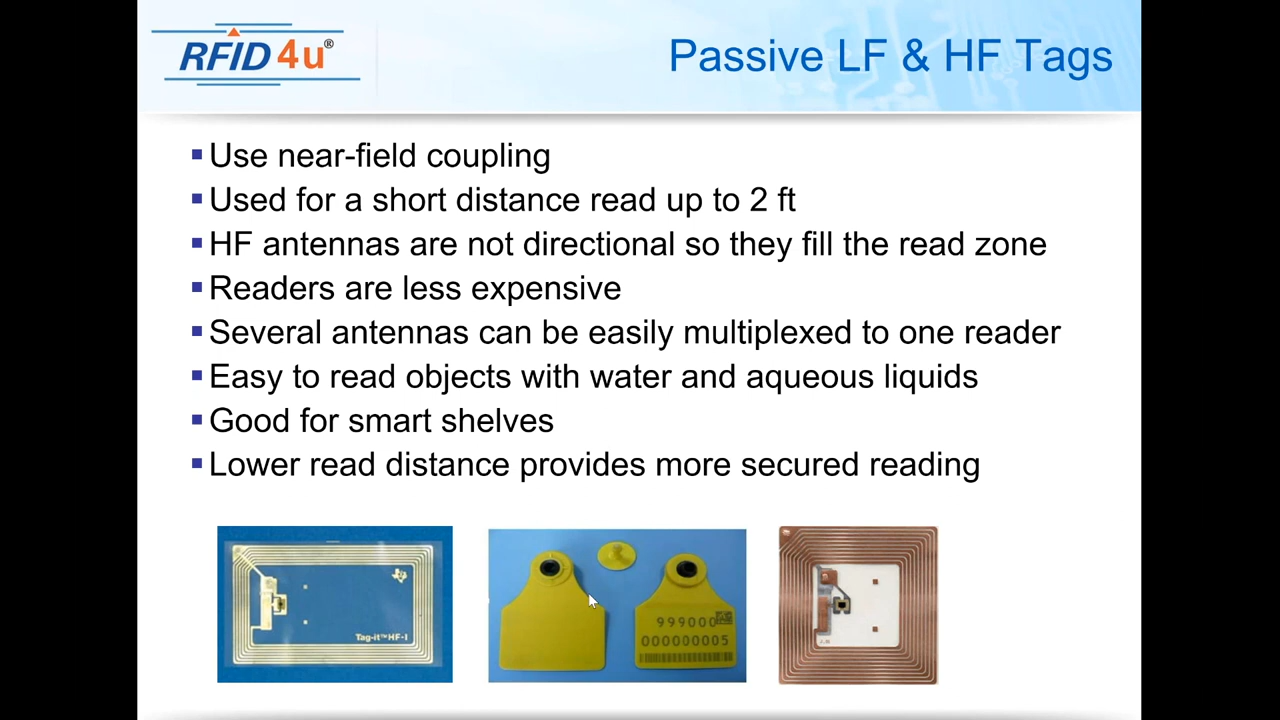 RFID4u®
Passive LF & HF Tags
Use near-field coupling
Used for a short distance read up to 2 ft
HF antennas are not directional so they fill the read zone
Readers are less expensive
Several antennas can be easily multiplexed to one reader
Easy to read objects with water and aqueous liquids
Good for smart shelves
Lower read distance provides more secured reading
Tag-it™HF-I
999000
000000005